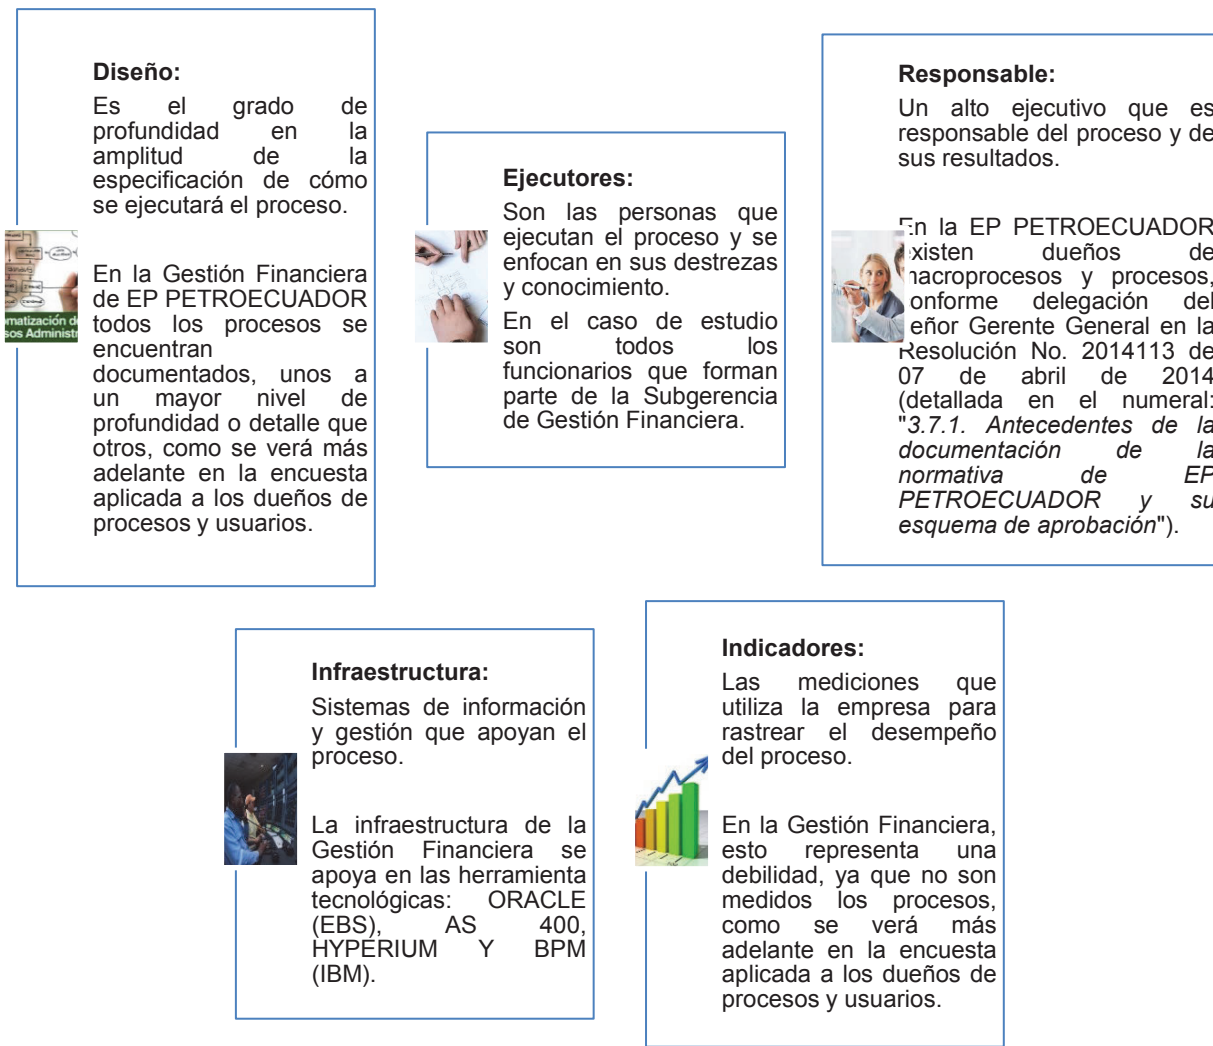 Diseño:
Es el grado de
profundidad en la
amplitud de la
especificación de cómo
se ejecutará el proceso.
En la Gestión Financiera
de EP PETROECUADOR
todos los procesos se
encuentran
documentados, unos a
un mayor nivel de
profundidad o detalle que
otros, como se verá más
adelante en la encuesta
aplicada a los dueños de
procesos y usuarios.
omatización de
sos Administr
Ejecutores:
Son las personas que
ejecutan el proceso y se
enfocan en sus destrezas
y conocimiento.
En el caso de estudio
son todos los
funcionarios que forman
parte de la Subgerencia
de Gestión Financiera.
Responsable:
Un alto ejecutivo que es
responsable del proceso y de
sus resultados.
En la EP PETROECUADOR
existen dueños de
macroprocesos y procesos,
conforme delegación del
señor Gerente General en la
Resolución No. 2014113 de
07 de abril de 2014
(detallada en el numeral:
"3.7.1. Antecedentes de la
documentación de la
normativa de EP
PETROECUADOR y su
esquema de aprobación").
Infraestructura:
Sistemas de información
y gestión que apoyan el
proceso.
La infraestructura de la
Gestión Financiera se
apoya en las herramienta
tecnológicas: ORACLE
(EBS), AS 400,
HYPERIUM Y BPM
(IBM).
Indicadores:
Las mediciones que
utiliza la empresa para
rastrear el desempeño
del proceso.
En la Gestión Financiera,
esto representa una
debilidad, ya que no son
medidos los procesos,
como se verá más
adelante en la encuesta
aplicada a los dueños de
procesos y usuarios.